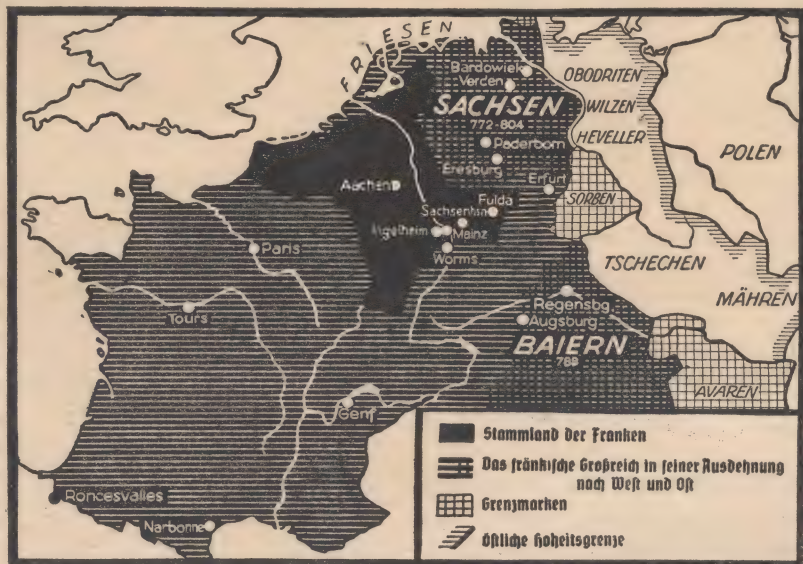 FRIESEN
Bardowiek
Verden
SACHSEN
772-804
OBODRITEN
WILZEN
HEVELLER
POLEN
Paderborn
Eresburg
Erfurt
SORBEN
Aachen
Fulda
Sachsenhsn
Ingelheim
Mainz
Worms
Paris
TSCHECHEN
MÄHREN
Tours
Regensbg
Augsburg
BAIERN
788
AVAREN
Genf
Roncesvalles
Narbonne
Stammland der Franken
Das fränkische Großreich in seiner Ausdehnung
nach West und Ost
Grenzmarken
Östliche Hoheitsgrenze